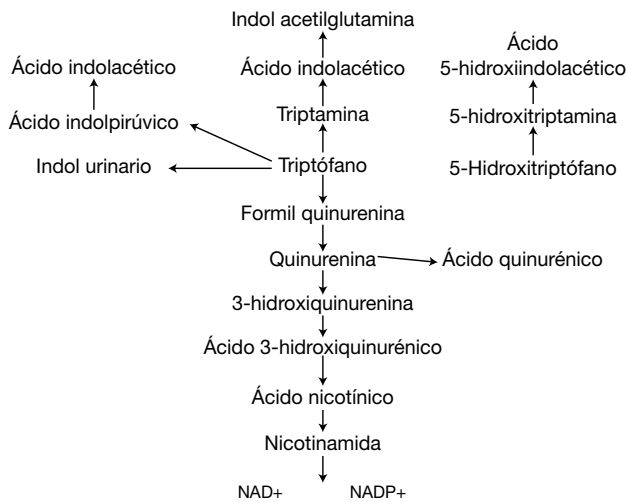 Indol acetilglutamina
Ácido indolacético
Ácido indolacético
Ácido
5-hidroxiindolacético
Ácido indolpirúvico
Triptamina
5-hidroxitriptamina
Indol urinario
Triptófano
5-Hidroxitriptófano
Formil quinurenina
Quinurenina
Ácido quinurénico
3-hidroxiquinurenina
Ácido 3-hidroxiquinurénico
Ácido nicotínico
Nicotinamida
NAD+
NADP+